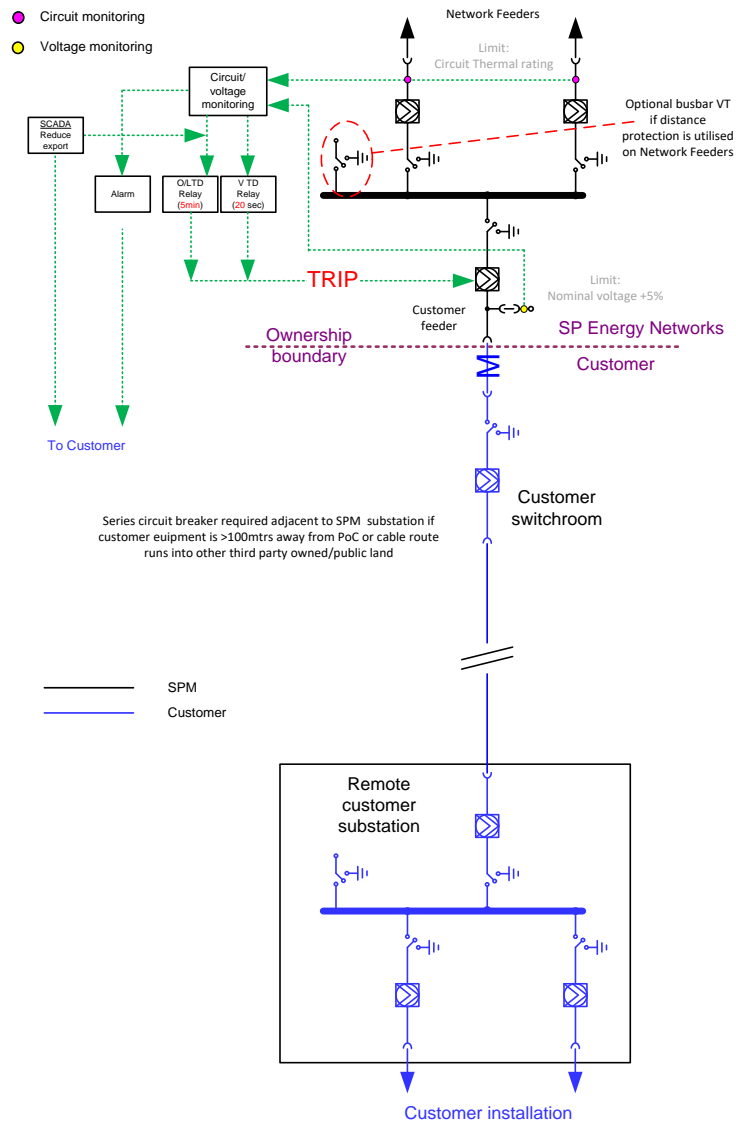 Circuit monitoring
Voltage monitoring
Network Feeders
Limit:
Circuit Thermal rating
Circuit/
voltage
monitoring
Optional busbar VT
if distance
protection is utilised
on Network Feeders
SCADA
Reduce
export
Alarm
O/LTD
Relay
(5min)
V TD
Relay
(20 sec)
TRIP
Limit:
Nominal voltage +5%
Customer
feeder
Ownership
boundary
SP Energy Networks
Customer
M
To Customer
Customer
switchroom
Series circuit breaker required adjacent to SPM substation if
customer euipment is >100mtrs away from PoC or cable route
runs into other third party owned/public land
SPM
Customer
Remote
customer
substation
Customer installation